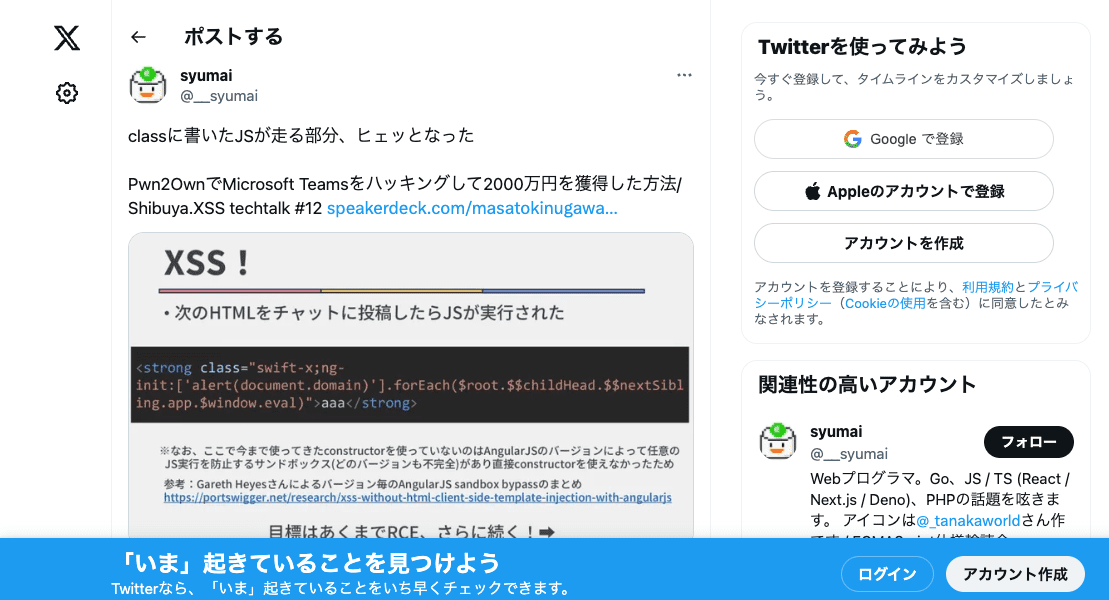 ポストする
syumai
@__syumai
classに書いたJSが走る部分、ヒェッとなった
Pwn2OwnでMicrosoft Teamsをハッキングして2000万円を獲得した方法/
Shibuya.XSS techtalk #12 speakerdeck.com/masatokinugawa...
XSS！
・次のHTMLをチャットに投稿したらJSが実行された
<strong class="swift-x;ng-
init:['alert(document.domain)'].forEach($root.$$childHead.$$nextSibl
ing.app.$window.eval)">aaa</strong>
※なお、ここで今まで使ってきたconstructorを使っていないのはAngularJSのバージョンによって任意の
JS実行を防止するサンドボックス(どのバージョンも不完全)があり直接constructorを使えなかったため
参考：Gareth Heyesさんによるバージョン毎のAngularJS sandbox bypassのまとめ
https://portswigger.net/research/xss-without-html-client-side-template-injection-with-angularjs
目標はあくまでRCE、さらに続く！➡
Twitterを使ってみよう
今すぐ登録して、タイムラインをカスタマイズしましょ
う。
Google で登録
Appleのアカウントで登録
アカウントを作成
アカウントを登録することにより、利用規約とプライバ
シーポリシー（Cookieの使用を含む）に同意したとみ
なされます。
関連性の高いアカウント
syumai
@__syumai
フォロー
Webプログラマ。Go、JS / TS (React /
Next.js / Deno)、PHPの話題を呟きま
す。 アイコンは@_tanakaworldさん作
「いま」起きていることを見つけよう
Twitterなら、「いま」起きていることをいち早くチェックできます。
ログイン
アカウント作成